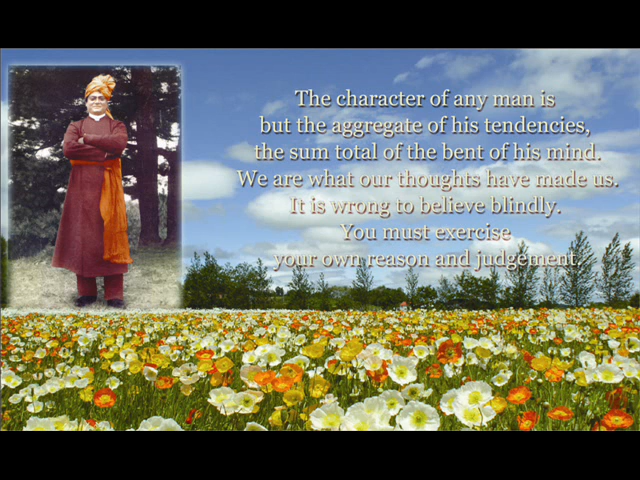 The character of any man is
but the aggregate of his tendencies,
the sum total of the bent of his mind.
We are what our thoughts have made us.
It is wrong to believe blindly.
You must exercise
your own reason and judgement.